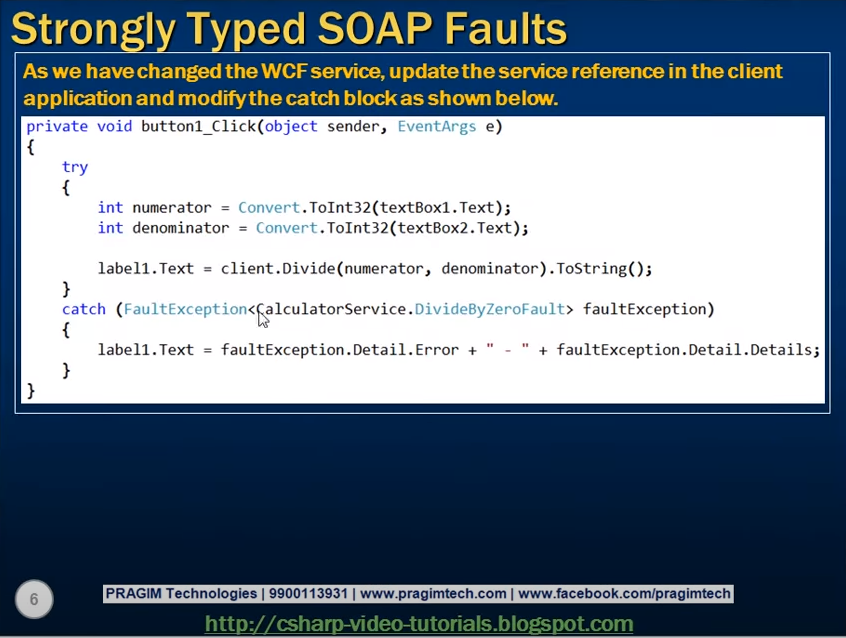 Strongly Typed SOAP Faults
As we have changed the WCF service, update the service reference in the client
application and modify the catch block as shown below.
private void button1_Click(object sender, EventArgs e)
{
    try
    {
        int numerator = Convert.ToInt32(textBox1.Text);
        int denominator = Convert.ToInt32(textBox2.Text);
        label1.Text = client.Divide(numerator, denominator).ToString();
    }
    catch (FaultException<CalculatorService.DivideByZeroFault> faultException)
    {
        label1.Text = faultException.Detail.Error + " - " + faultException.Detail.Details;
    }
}
6
PRAGIM Technologies | 9900113931 | www.pragimtech.com | www.facebook.com/pragimtech
http://csharp-video-tutorials.blogspot.com